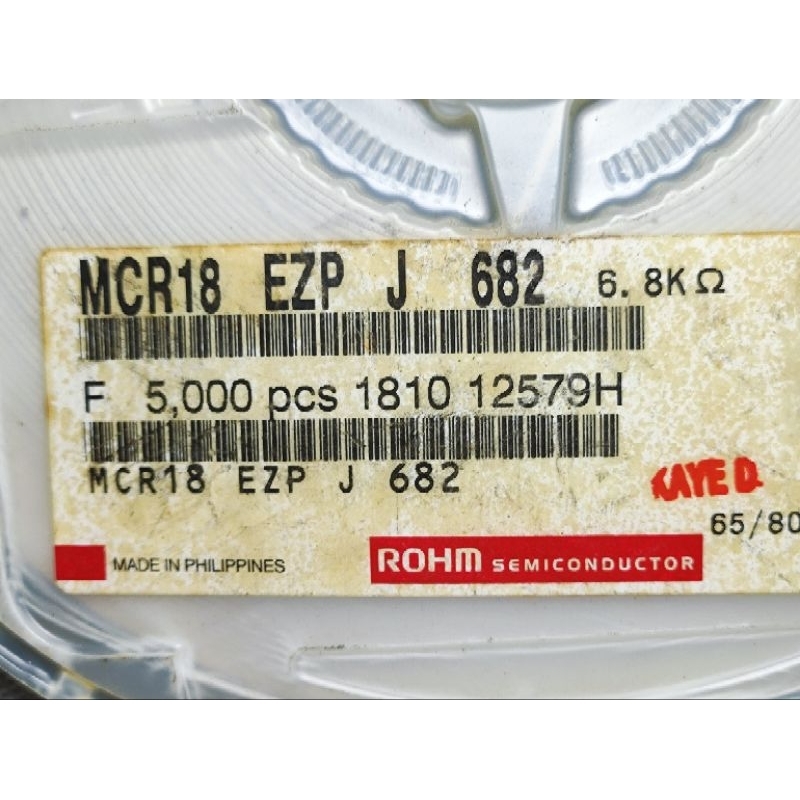 MCR18 EZP J 682 6.8KΩ
F 5,000 pcs 1810 12579H
MCR18 EZP J 682
KAYE D.
65/80
MADE IN PHILIPPINES
ROHM SEMICONDUCTOR